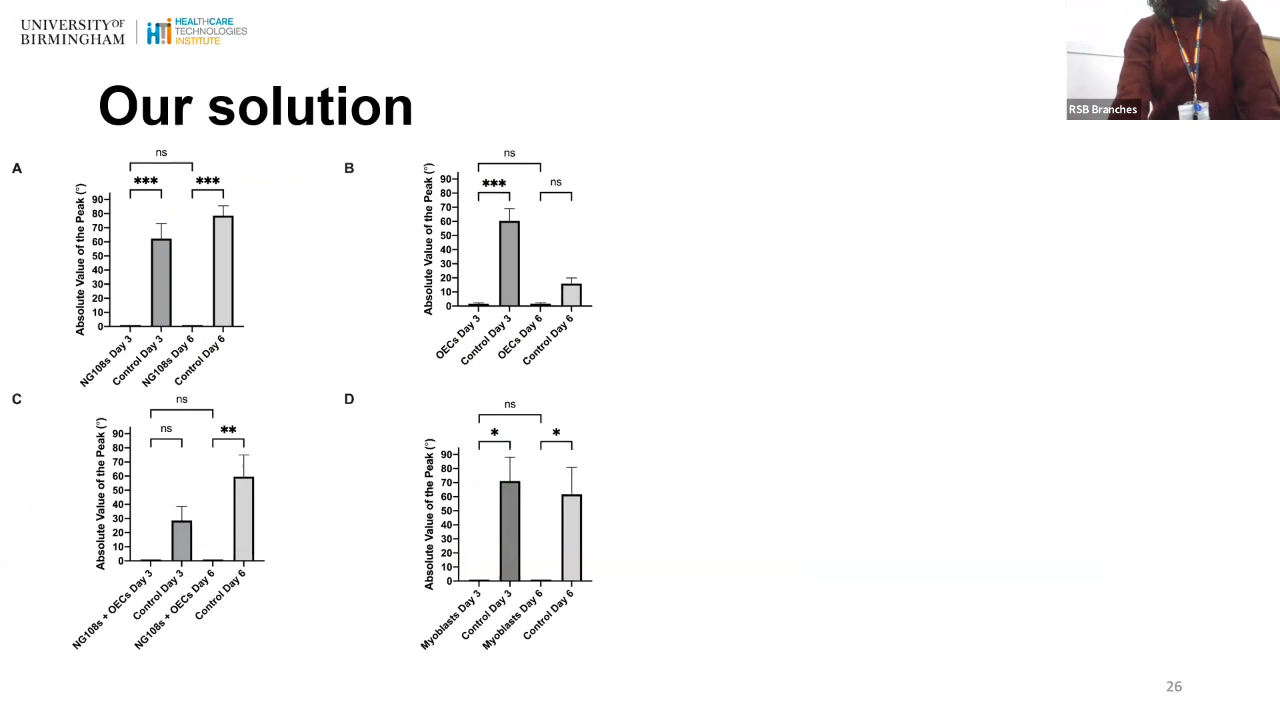 UNIVERSITY OF
BIRMINGHAM
HEALTHCARE
TECHNOLOGIES
INSTITUTE
RSB Branches
Our solution
A
ns
***
***
Absolute Value of the Peak (°)
90
80
70
60
50
40
30
20
10
0
NG108s Day 3
Control Day 3
NG108s Day 6
Control Day 6
B
ns
***
ns
Absolute Value of the Peak (°)
90
80
70
60
50
40
30
20
10
0
OECs Day 3
Control Day 3
OECs Day 6
Control Day 6
C
ns
ns
**
Absolute Value of the Peak (°)
90
80
70
60
50
40
30
20
10
0
NG108s + OECs Day 3
Control Day 3
NG108s + OECs Day 6
Control Day 6
D
ns
*
*
Absolute Value of the Peak (°)
90
80
70
60
50
40
30
20
10
0
Myoblasts Day 3
Control Day 3
Myoblasts Day 6
Control Day 6
26